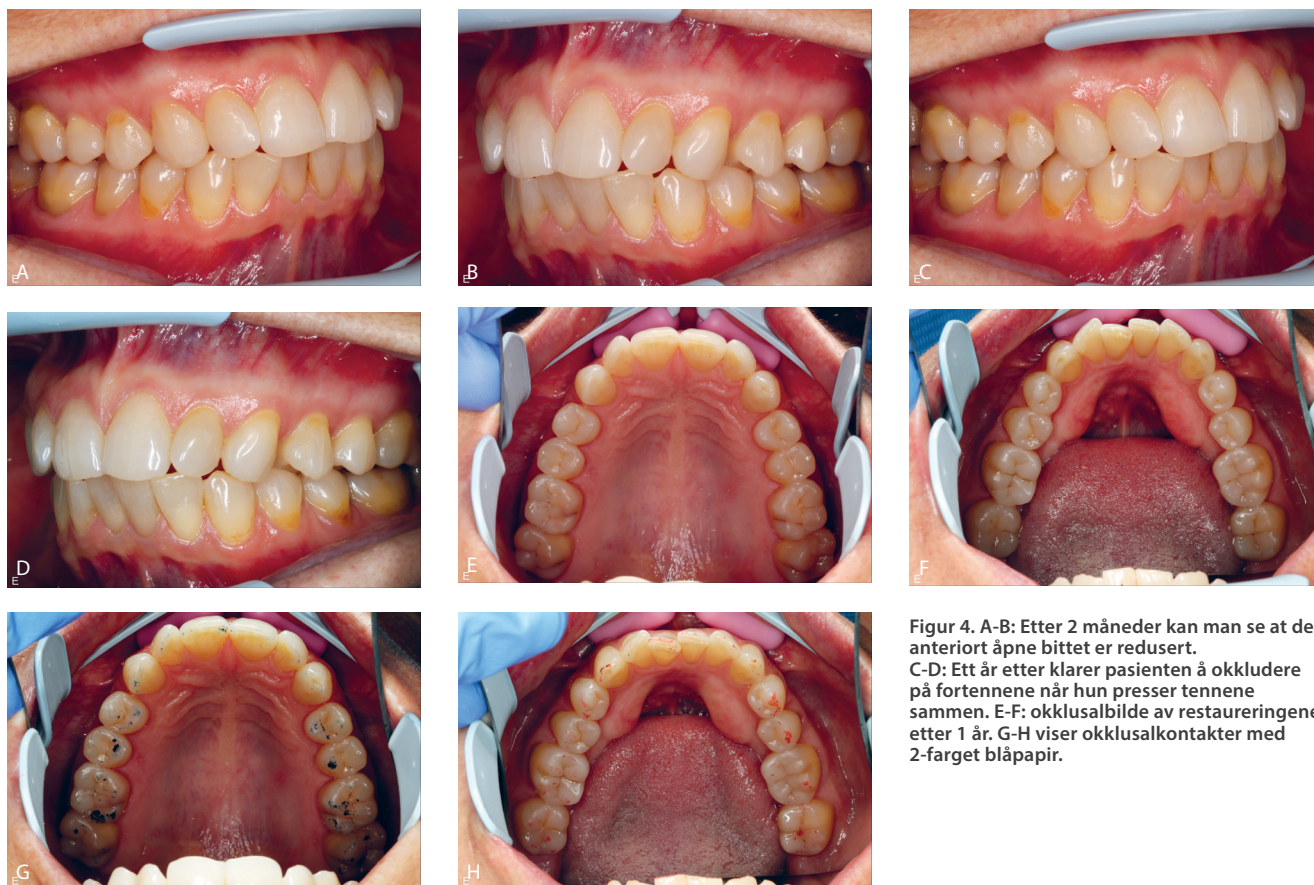 A
E
B
E
C
E
D
E
E
E
F
E
G
E
H
E
Figur 4. A-B: Etter 2 måneder kan man se at de
anteriort åpne bittet er redusert.
C-D: Ett år etter klarer pasienten å okkludere
på fortennene når hun presser tennene
sammen. E-F: okklusalbilde av restaureringene
etter 1 år. G-H viser okklusalkontakter med
2-farget blåpapir.